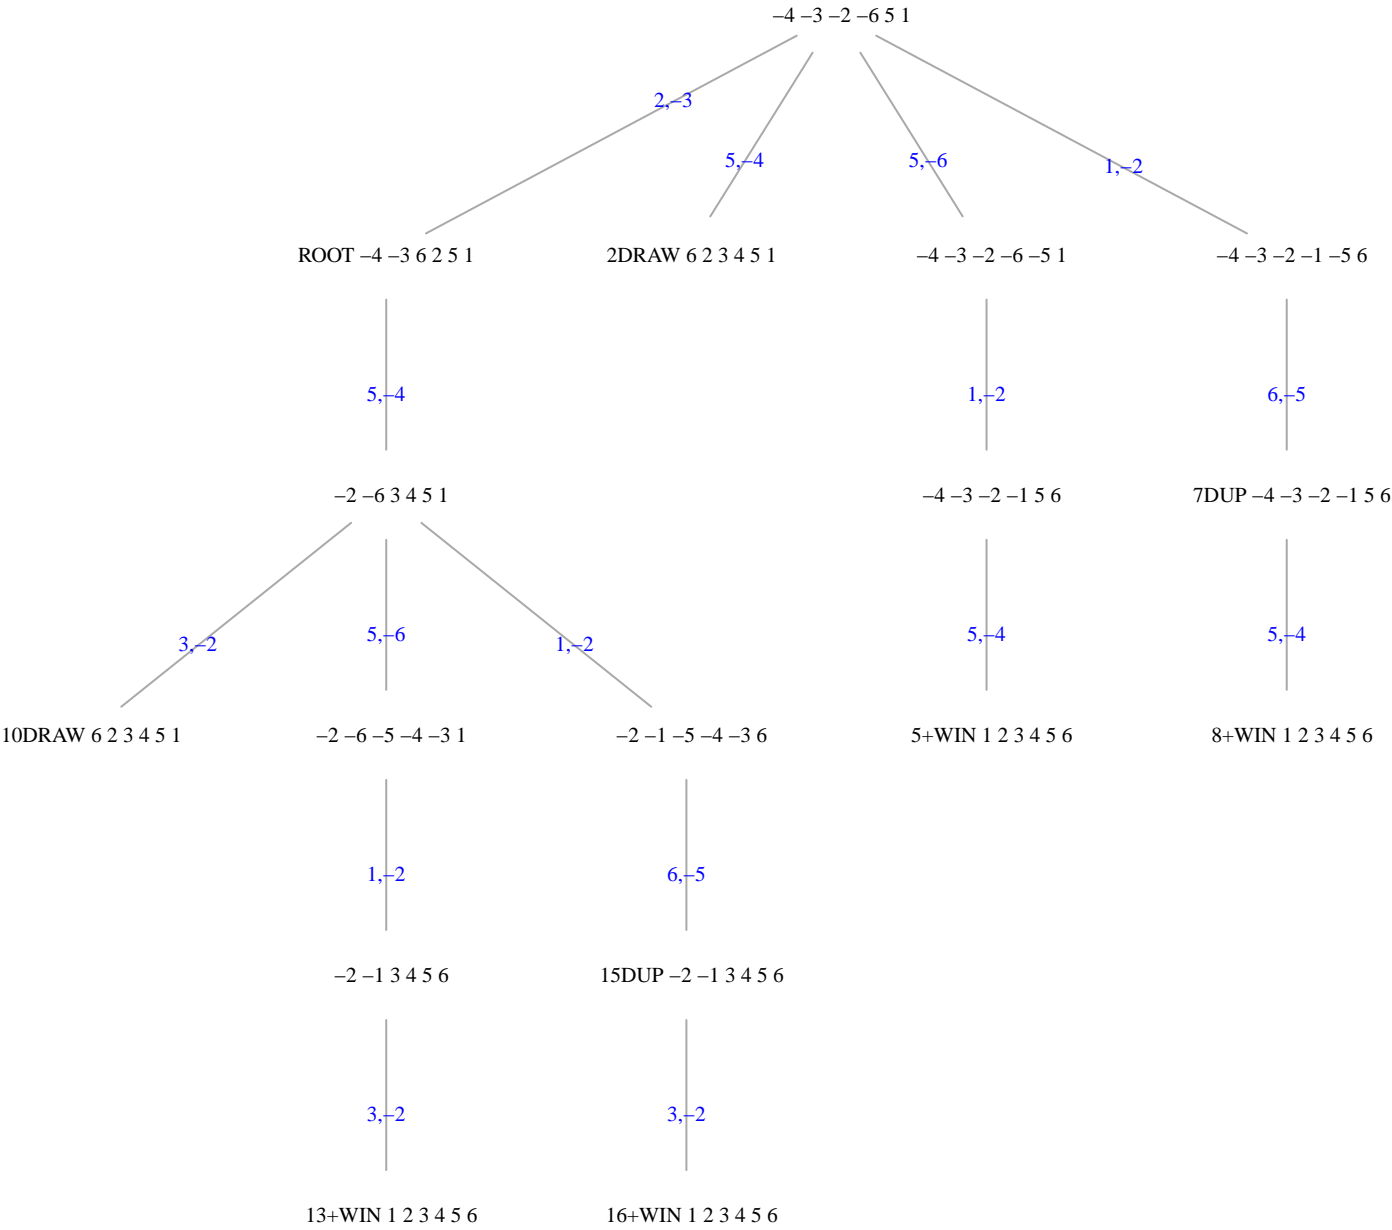 –4 –3 –2 –6 5 1
2,–3
5,–4
5,–6
1,–2
ROOT –4 –3 6 2 5 1
2DRAW 6 2 3 4 5 1
–4 –3 –2 –6 –5 1
–4 –3 –2 –1 –5 6
5,–4
1,–2
6,–5
–2 –6 3 4 5 1
–4 –3 –2 –1 5 6
7DUP –4 –3 –2 –1 5 6
3,–2
5,–6
1,–2
5,–4
5,–4
10DRAW 6 2 3 4 5 1
–2 –6 –5 –4 –3 1
–2 –1 –5 –4 –3 6
5+WIN 1 2 3 4 5 6
8+WIN 1 2 3 4 5 6
1,–2
6,–5
–2 –1 3 4 5 6
15DUP –2 –1 3 4 5 6
3,–2
3,–2
13+WIN 1 2 3 4 5 6
16+WIN 1 2 3 4 5 6